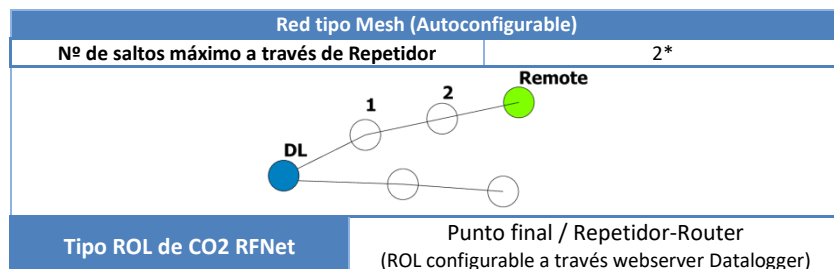 Red tipo Mesh (Autoconfigurable)
Nº de saltos máximo a través de Repetidor 2*
Remote
1 2
DL
Tipo ROL de CO2 RFNet Punto final / Repetidor-Router
(ROL configurable a través webserver Datalogger)